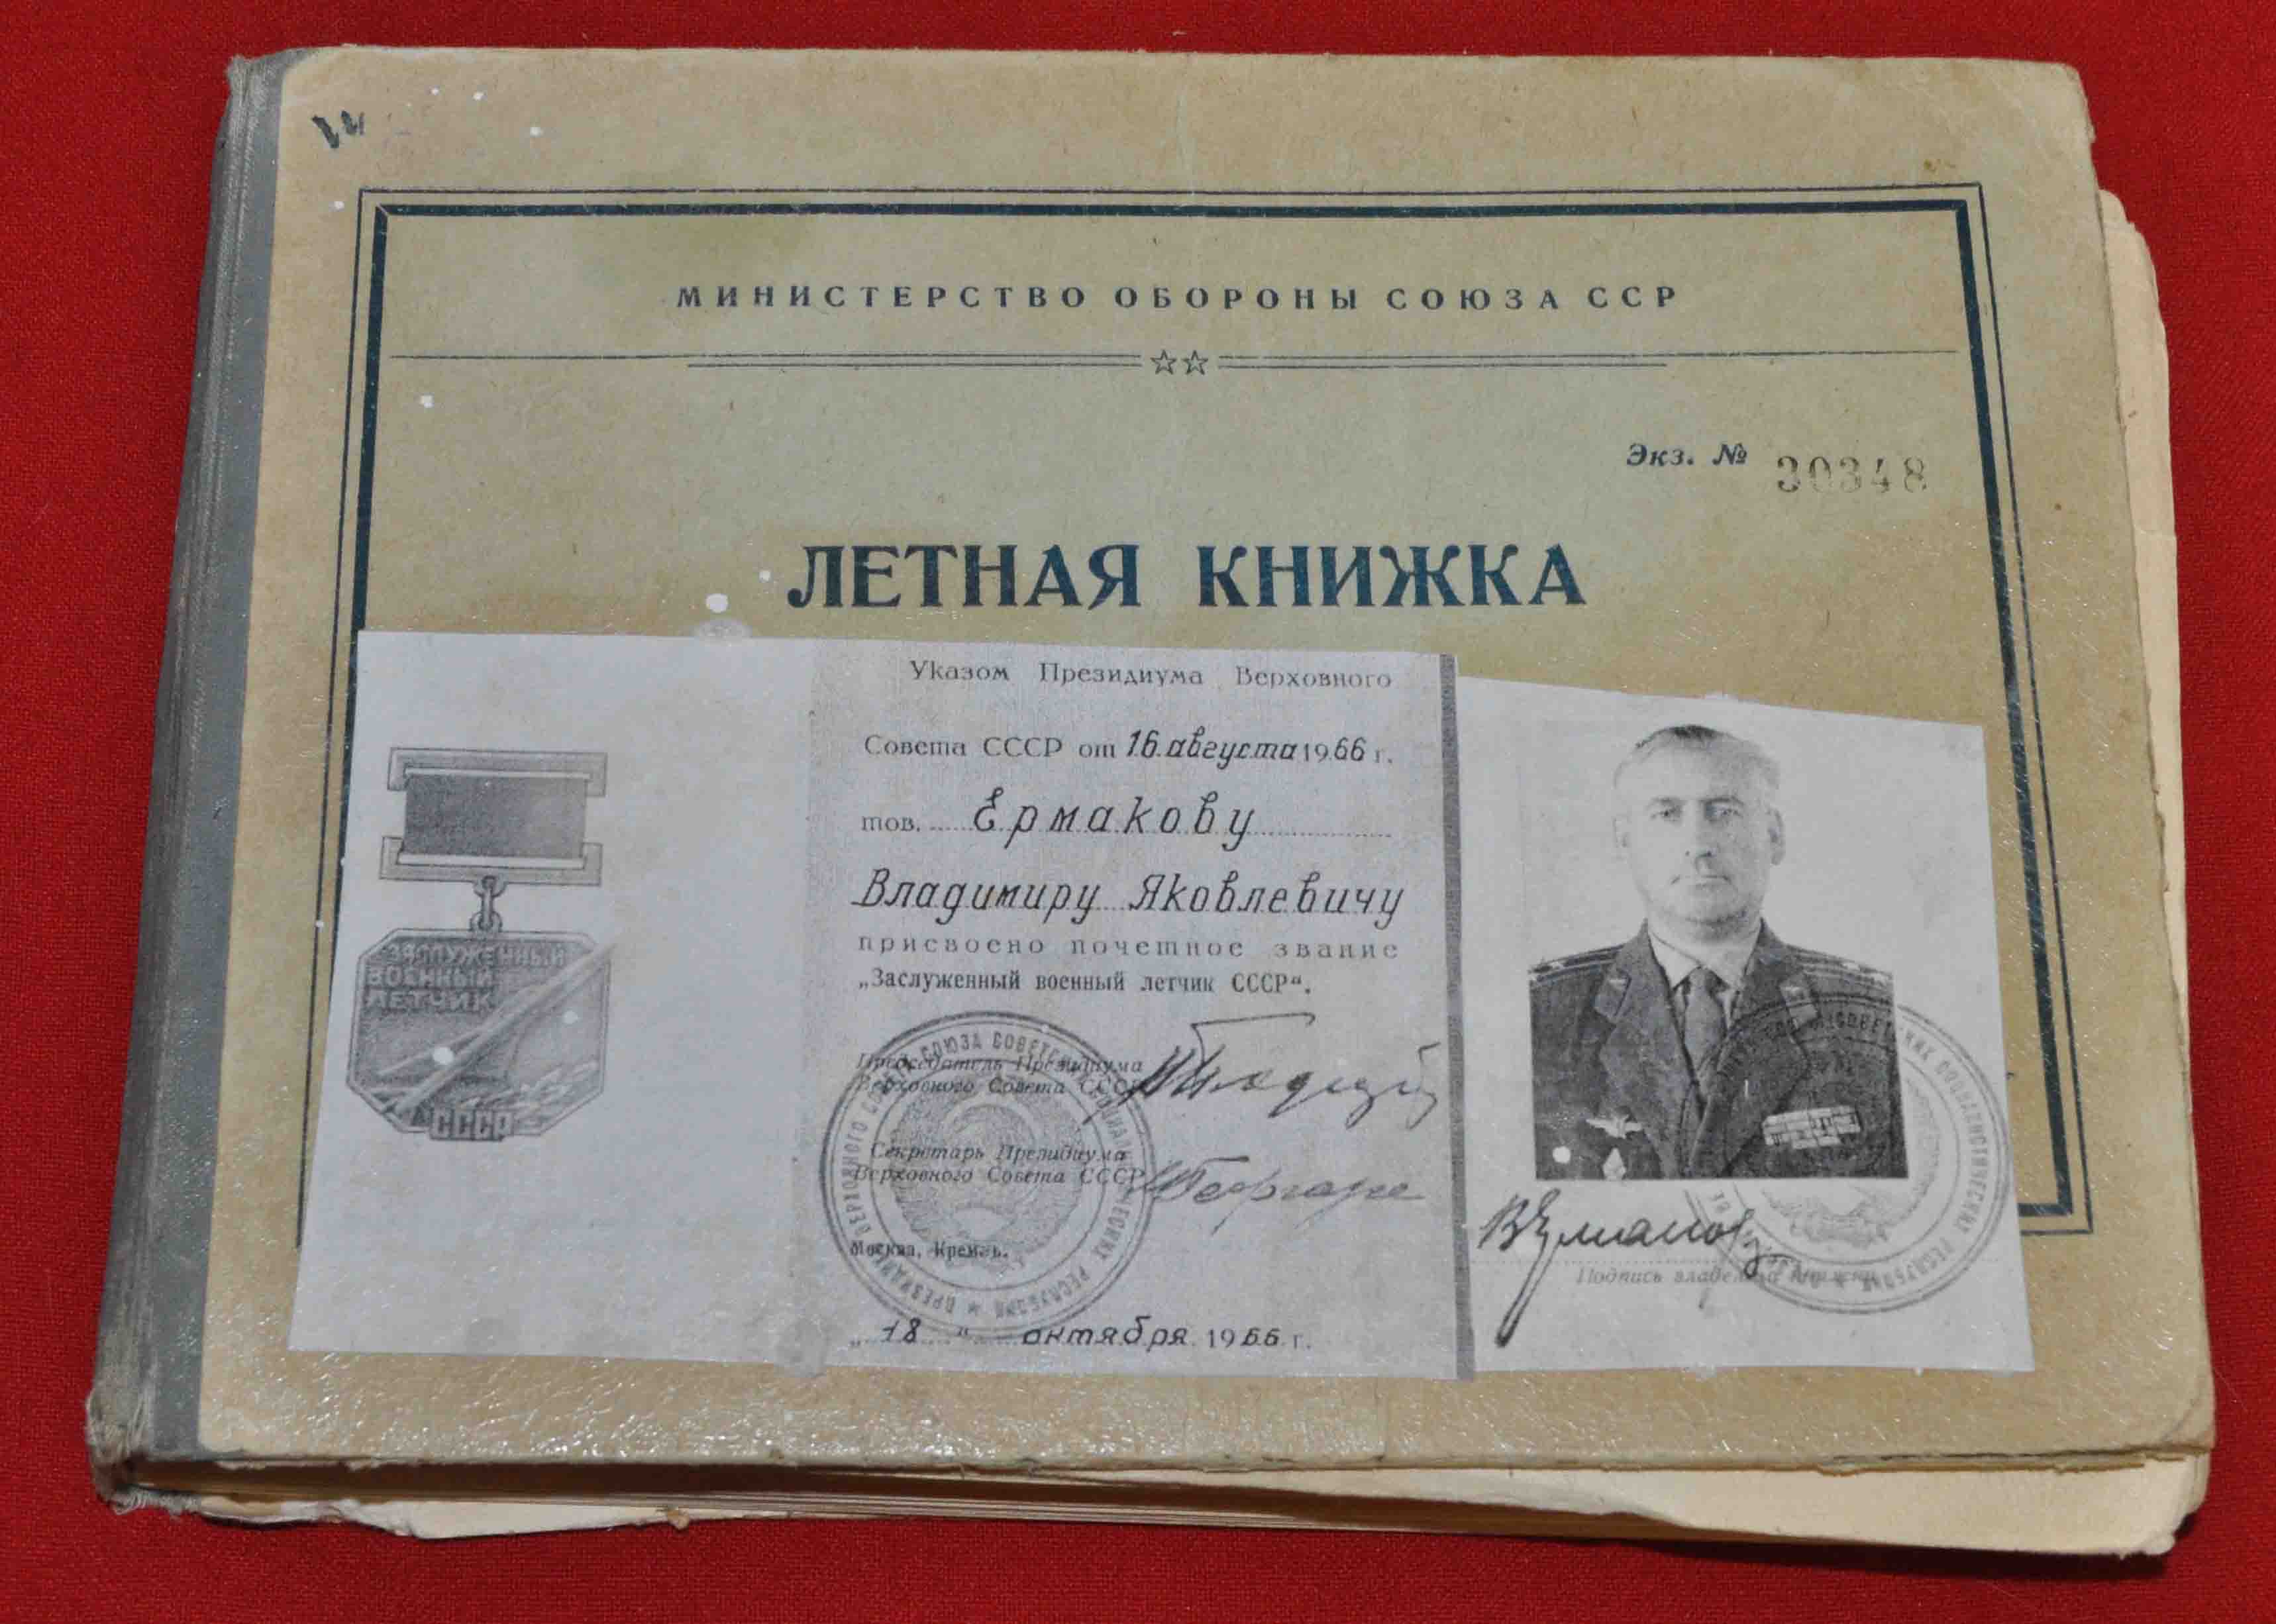 МИНИСТЕРСТВО ОБОРОНЫ СОЮЗА ССР
Экз. № 30348
ЛЕТНАЯ КНИЖКА
ЗАСЛУЖЕННЫЙ
ВОЕННЫЙ
ЛЕТЧИК
СССР
Указом Президиума Верховного
Совета СССР от 16 августа 1966 г.
тов. Ермакову
Владимиру Яковлевичу
присвоено почетное звание
„Заслуженный военный летчик СССР“.
Председатель Президиума
Верховного Совета СССР
Секретарь Президиума
Верховного Совета СССР
Москва, Кремль.
„18“ октября 1966 г.
Подпись владельца